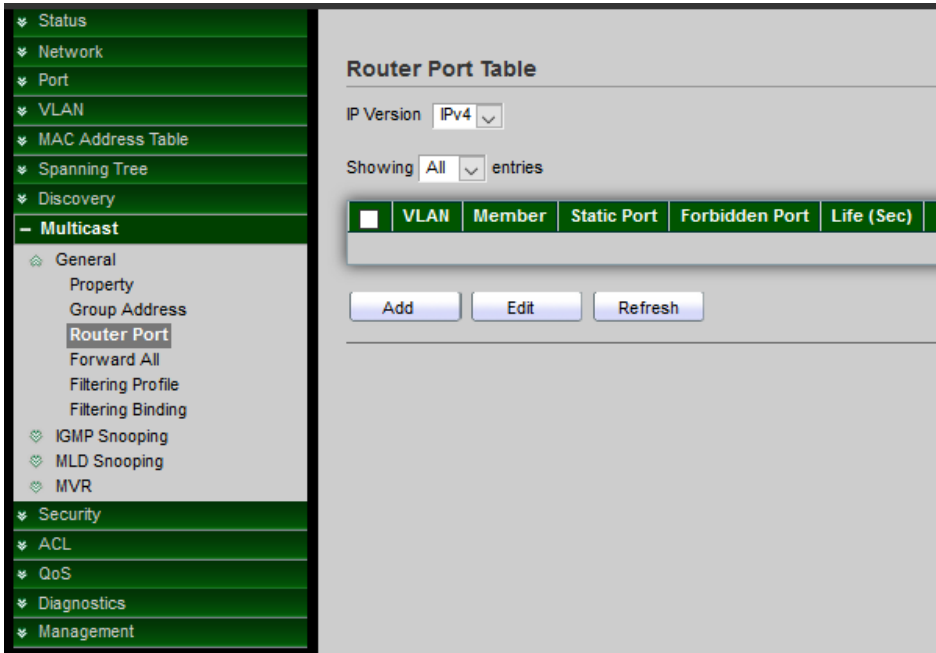 Status
Network
Port
VLAN
MAC Address Table
Spanning Tree
Discovery
Multicast
General
Property
Group Address
Router Port
Forward All
Filtering Profile
Filtering Binding
IGMP Snooping
MLD Snooping
MVR
Security
ACL
QoS
Diagnostics
Management
Router Port Table
IP Version IPv4
Showing All entries
VLAN Member Static Port Forbidden Port Life (Sec)
Add Edit Refresh